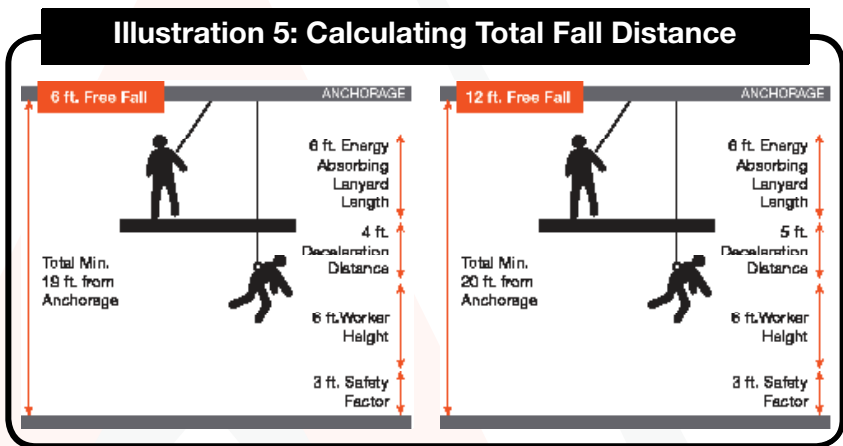 Illustration 5: Calculating Total Fall Distance
6 ft. Free Fall
ANCHORAGE
6 ft. Energy
Absorbing
Lanyard
Length
4 ft.
Deceleration
Distance
Total Min.
19 ft. from
Anchorage
6 ft.Worker
Height
3 ft. Safety
Factor
12 ft. Free Fall
ANCHORAGE
6 ft. Energy
Absorbing
Lanyard
Length
5 ft.
Deceleration
Distance
Total Min.
20 ft. from
Anchorage
6 ft.Worker
Height
3 ft. Safety
Factor